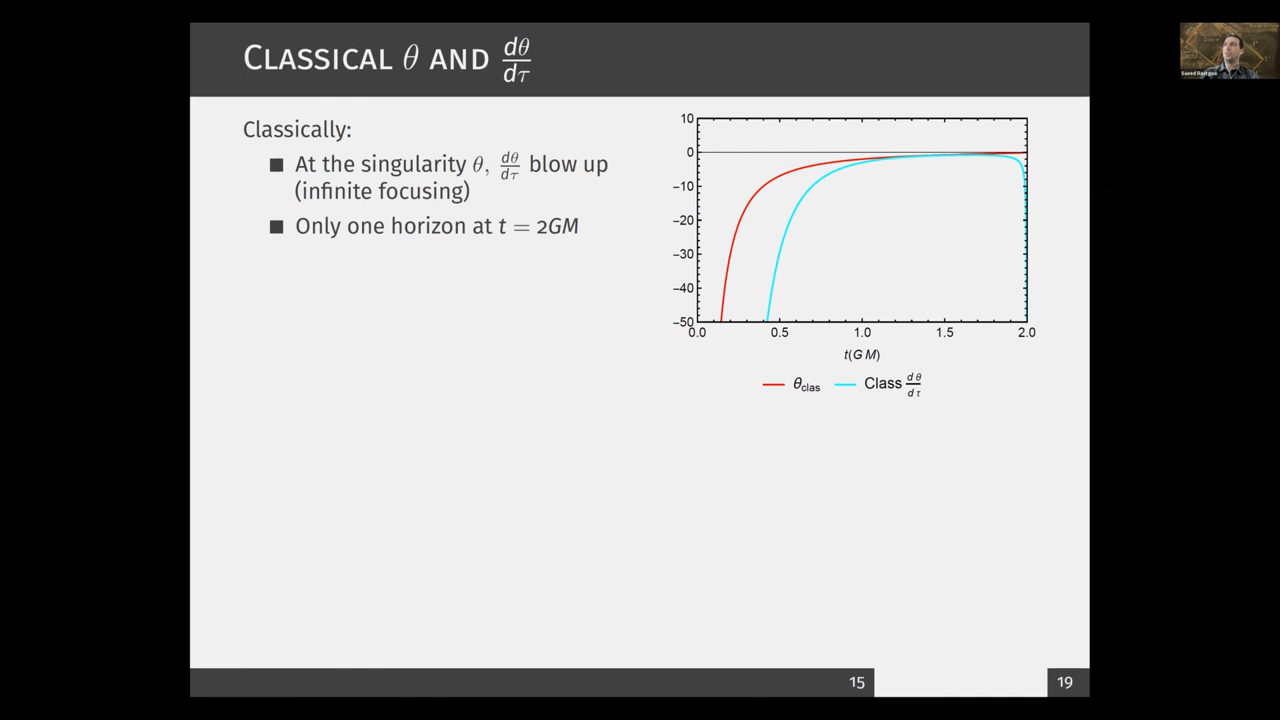 CLASSICAL θ AND dθ/dτ
Saeed Rastgoo
Classically:
■ At the singularity θ, dθ/dτ blow up
(infinite focusing)
■ Only one horizon at t = 2GM
10
0
-10
-20
-30
-40
-50
0.0 0.5 1.0 1.5 2.0
t(G M)
θclas Class dθ/dτ
15 19